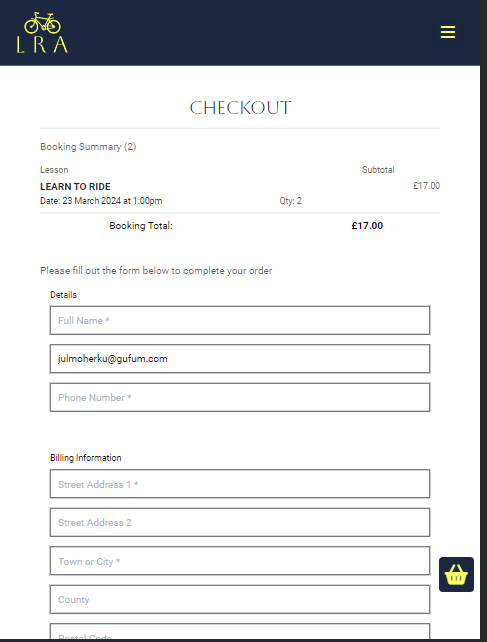 LRA
CHECKOUT
Booking Summary (2)
Lesson Subtotal
LEARN TO RIDE £17.00
Date: 23 March 2024 at 1:00pm Qty: 2
Booking Total: £17.00
Please fill out the form below to complete your order
Details
Full Name *
julmoherku@gufum.com
Phone Number *
Billing Information
Street Address 1 *
Street Address 2
Town or City *
County
Postal Code